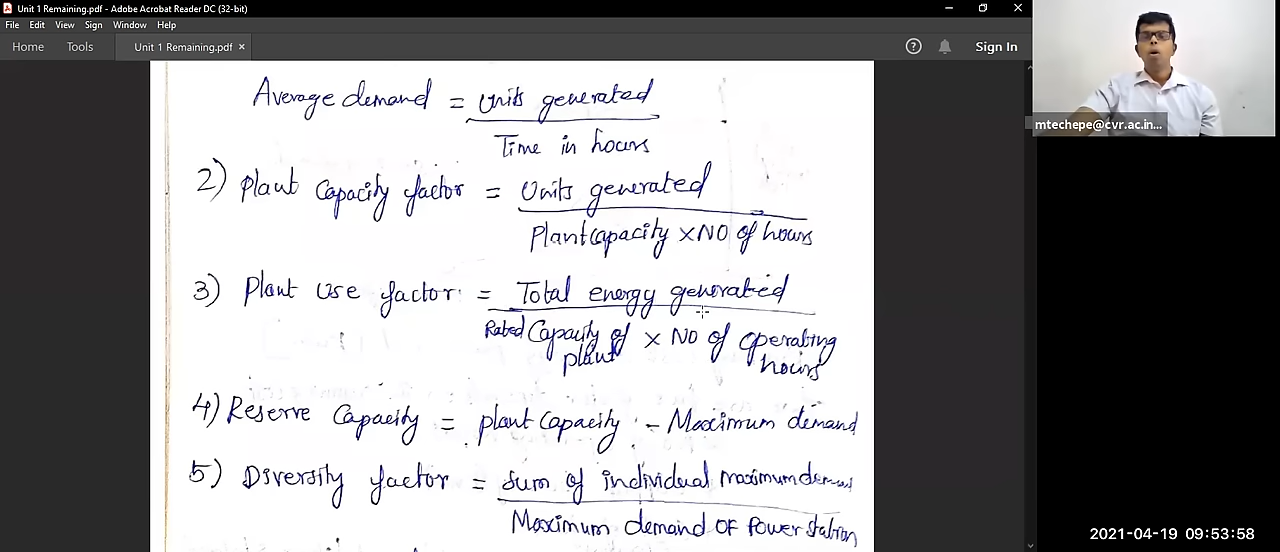 Unit 1 Remaining.pdf - Adobe Acrobat Reader DC (32-bit)
File Edit View Sign Window Help
Home Tools Unit 1 Remaining.pdf × Sign In
mtechepe@cvr.ac.in...
Average demand = Units generated
Time in hours
2) Plant Capacity factor = Units generated
Plant capacity × NO of hours
3) Plant Use factor = Total energy generated
Rated Capacity of plant × NO of operating hours
4) Reserve Capacity = plant capacity - Maximum demand
5) Diversity factor = Sum of individual maximum demand
Maximum demand OF Power station
2021-04-19 09:53:58